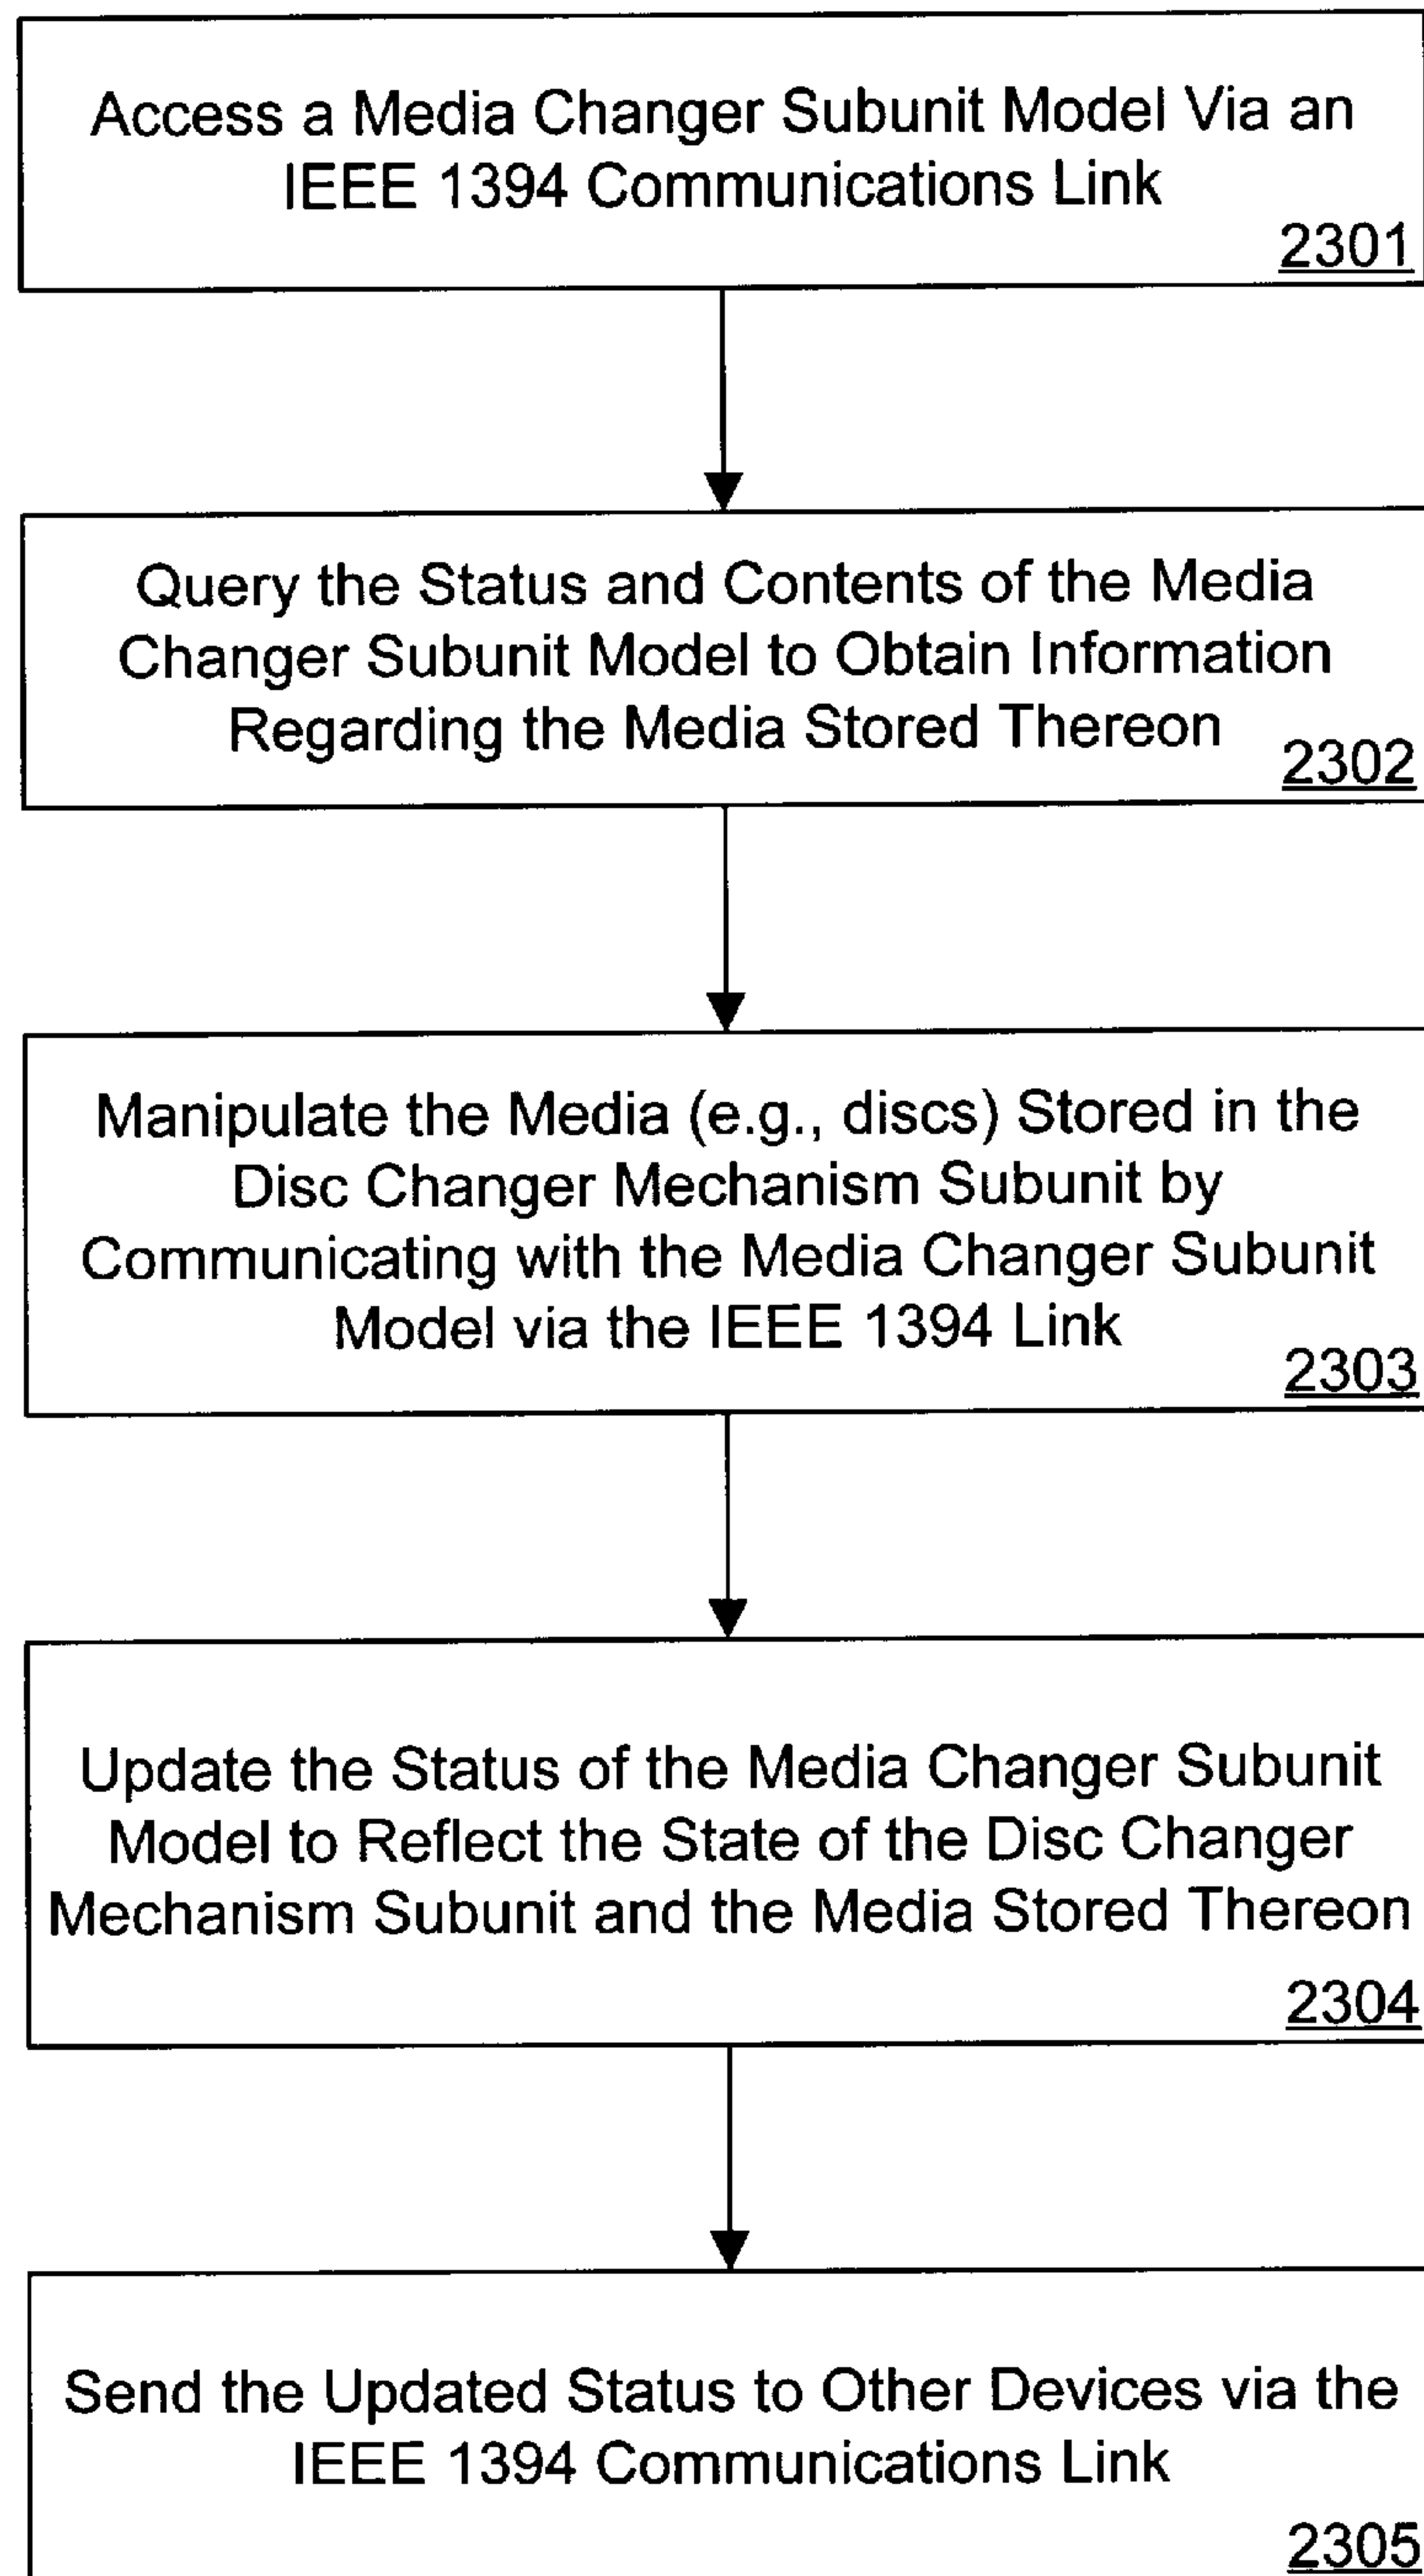 Access a Media Changer Subunit Model Via an
IEEE 1394 Communications Link
2301
Query the Status and Contents of the Media
Changer Subunit Model to Obtain Information
Regarding the Media Stored Thereon
2302
Manipulate the Media (e.g., discs) Stored in the
Disc Changer Mechanism Subunit by
Communicating with the Media Changer Subunit
Model via the IEEE 1394 Link
2303
Update the Status of the Media Changer Subunit
Model to Reflect the State of the Disc Changer
Mechanism Subunit and the Media Stored Thereon
2304
Send the Updated Status to Other Devices via the
IEEE 1394 Communications Link
2305